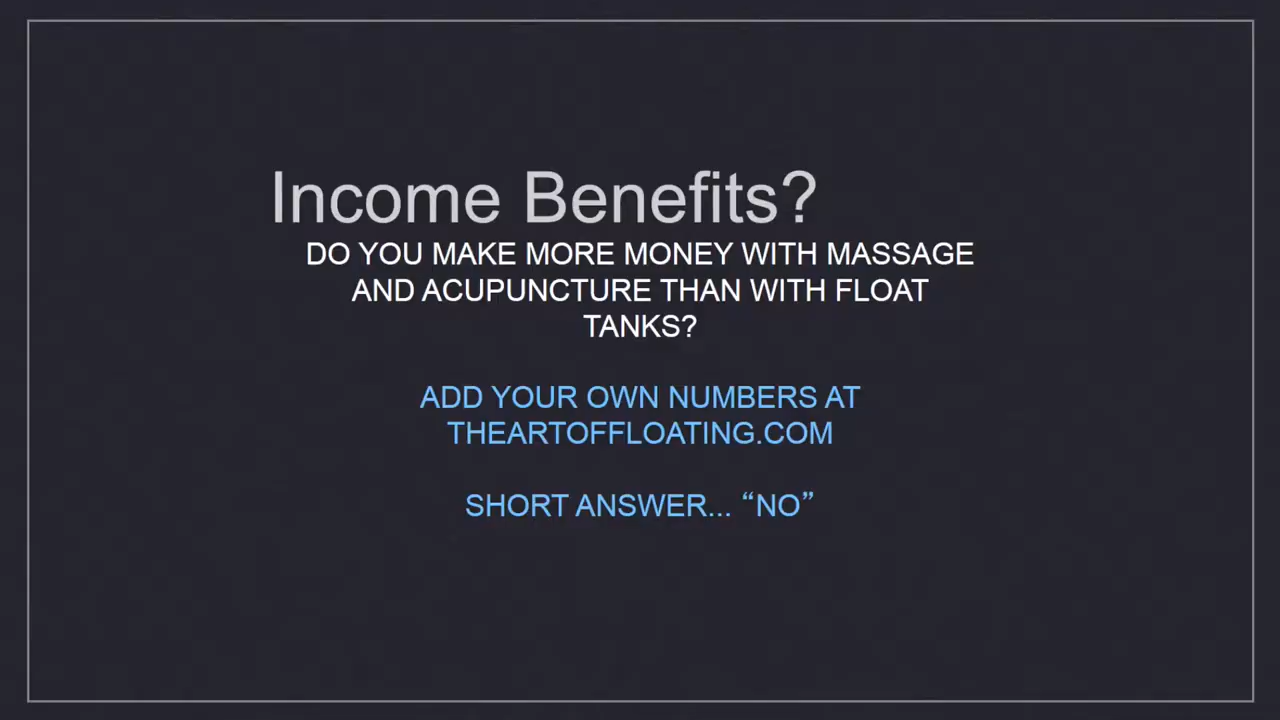 Income Benefits?
DO YOU MAKE MORE MONEY WITH MASSAGE
AND ACUPUNCTURE THAN WITH FLOAT
TANKS?
ADD YOUR OWN NUMBERS AT
THEARTOFFLOATING.COM
SHORT ANSWER... “NO”